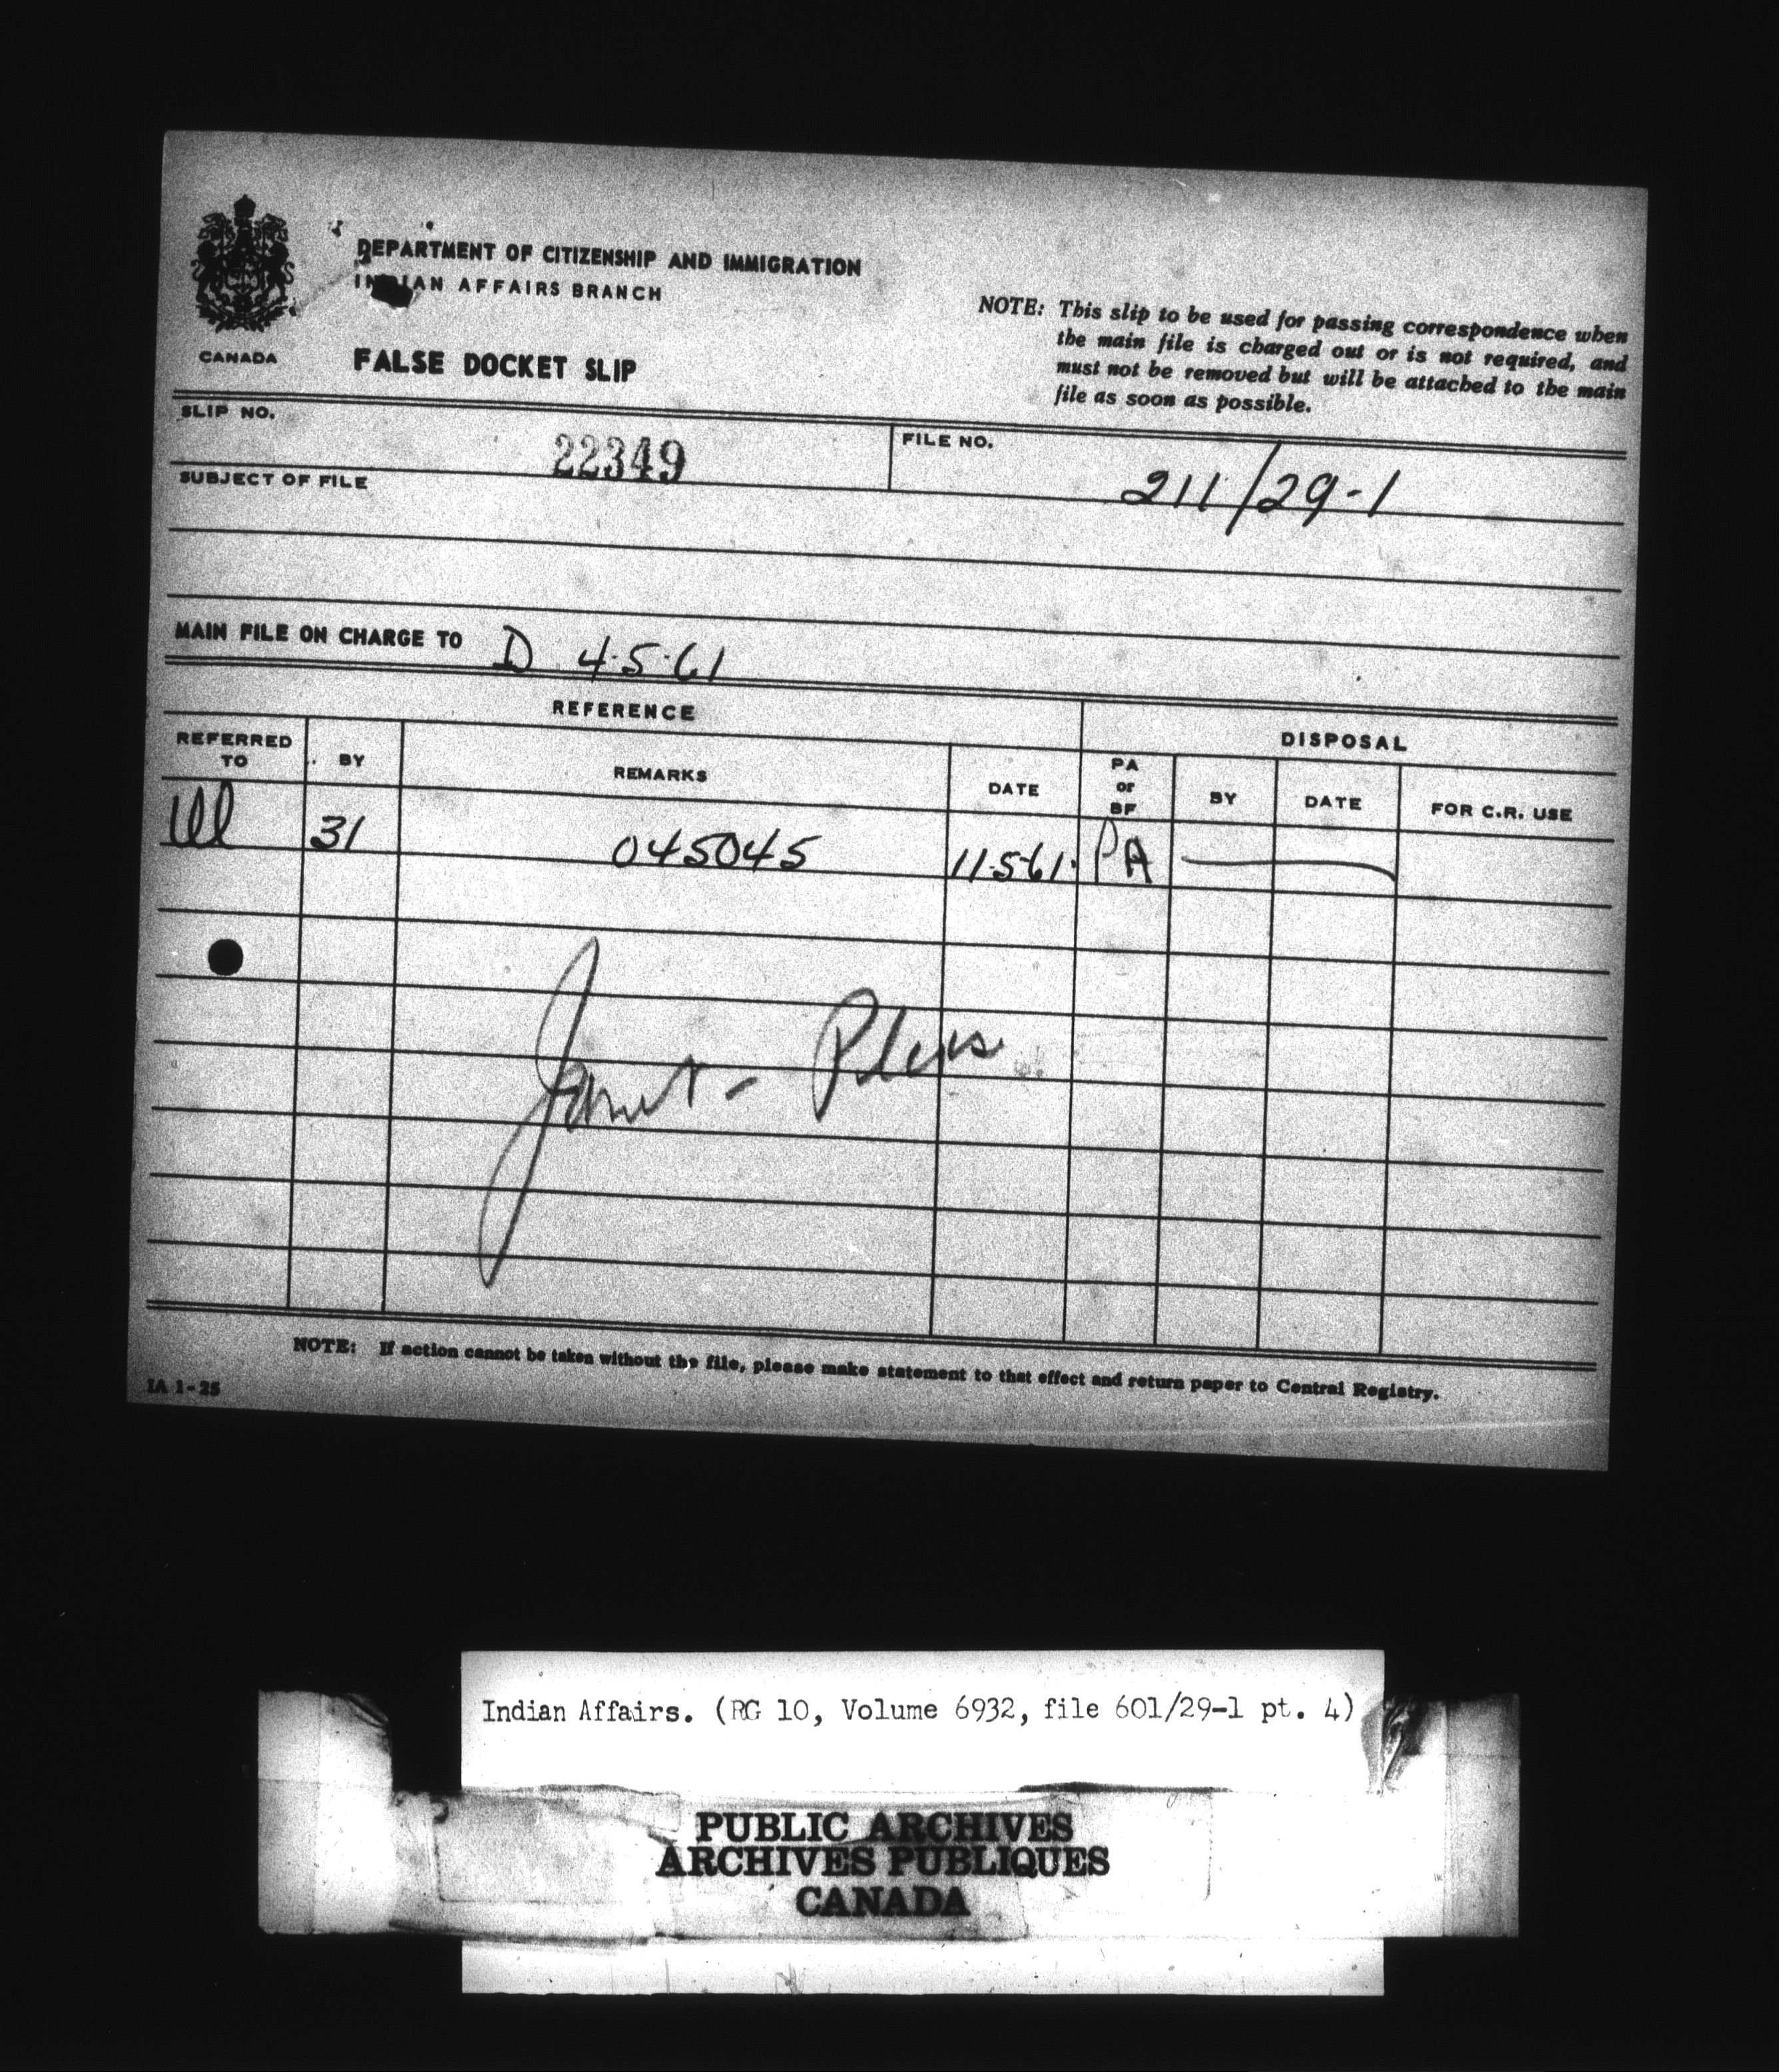 DEPARTMENT OF CITIZENSHIP AND IMMIGRATION
INDIAN AFFAIRS BRANCH
CANADA
FALSE DOCKET SLIP
NOTE: This slip to be used for passing correspondence when
the main file is charged out or is not required, and
must not be removed but will be attached to the main
file as soon as possible.
SLIP NO. 22349
FILE NO. 211/29-1
SUBJECT OF FILE
MAIN FILE ON CHARGE TO D 4.5.61
REFERENCE DISPOSAL
REFERRED TO BY REMARKS DATE PA or BF BY DATE FOR C.R. USE
31 045045 11.5.61. PA
NOTE: If action cannot be taken without the file, please make statement to that effect and return paper to Central Registry.
IA 1-25
Indian Affairs. (RG 10, Volume 6932, file 601/29-1 pt. 4)
PUBLIC ARCHIVES
ARCHIVES PUBLIQUES
CANADA